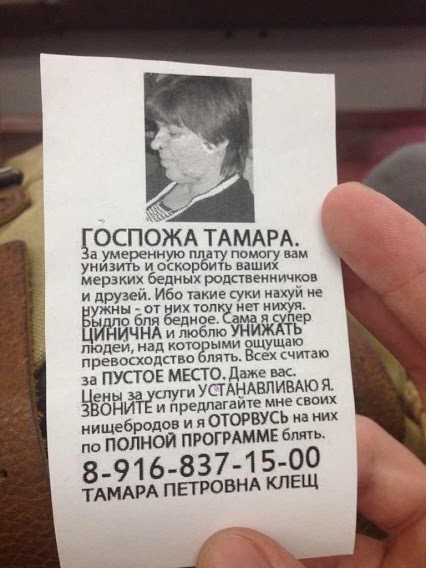 ГОСПОЖА ТАМАРА.
За умеренную плату помогу вам
унизить и оскорбить ваших
мерзких бедных родственничков
и друзей. Ибо такие суки нахуй не
нужны - от них толку нет нихуя.
Быдло бля бедное. Сама я супер
ЦИНИЧНА и люблю УНИЖАТЬ
людей, над которыми ощущаю
превосходство блять. Всех считаю
за ПУСТОЕ МЕСТО. Даже вас.
Цены за услуги УСТАНАВЛИВАЮ Я.
ЗВОНИТЕ и предлагайте мне своих
нищебродов и я ОТОРВУСЬ на них
по ПОЛНОЙ ПРОГРАММЕ блять.
8-916-837-15-00
ТАМАРА ПЕТРОВНА КЛЕЩ